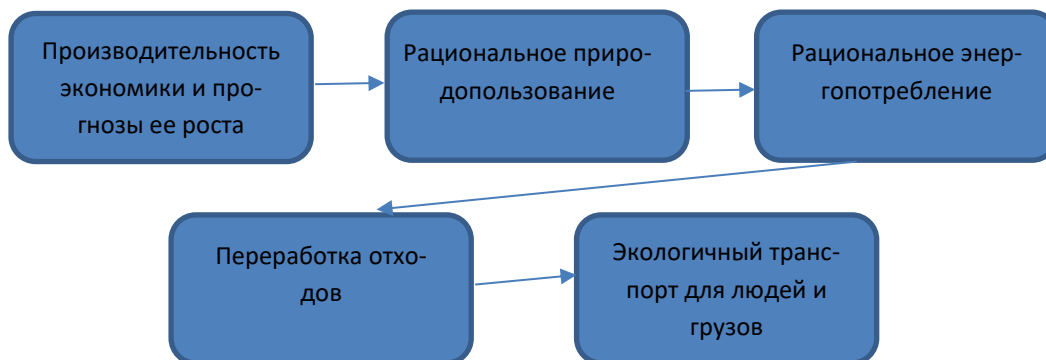 Производительность
экономики и про-
гнозы ее роста
Рациональное приро-
допользование
Рациональное энер-
гопотребление
Переработка отхо-
дов
Экологичный транс-
порт для людей и
грузов